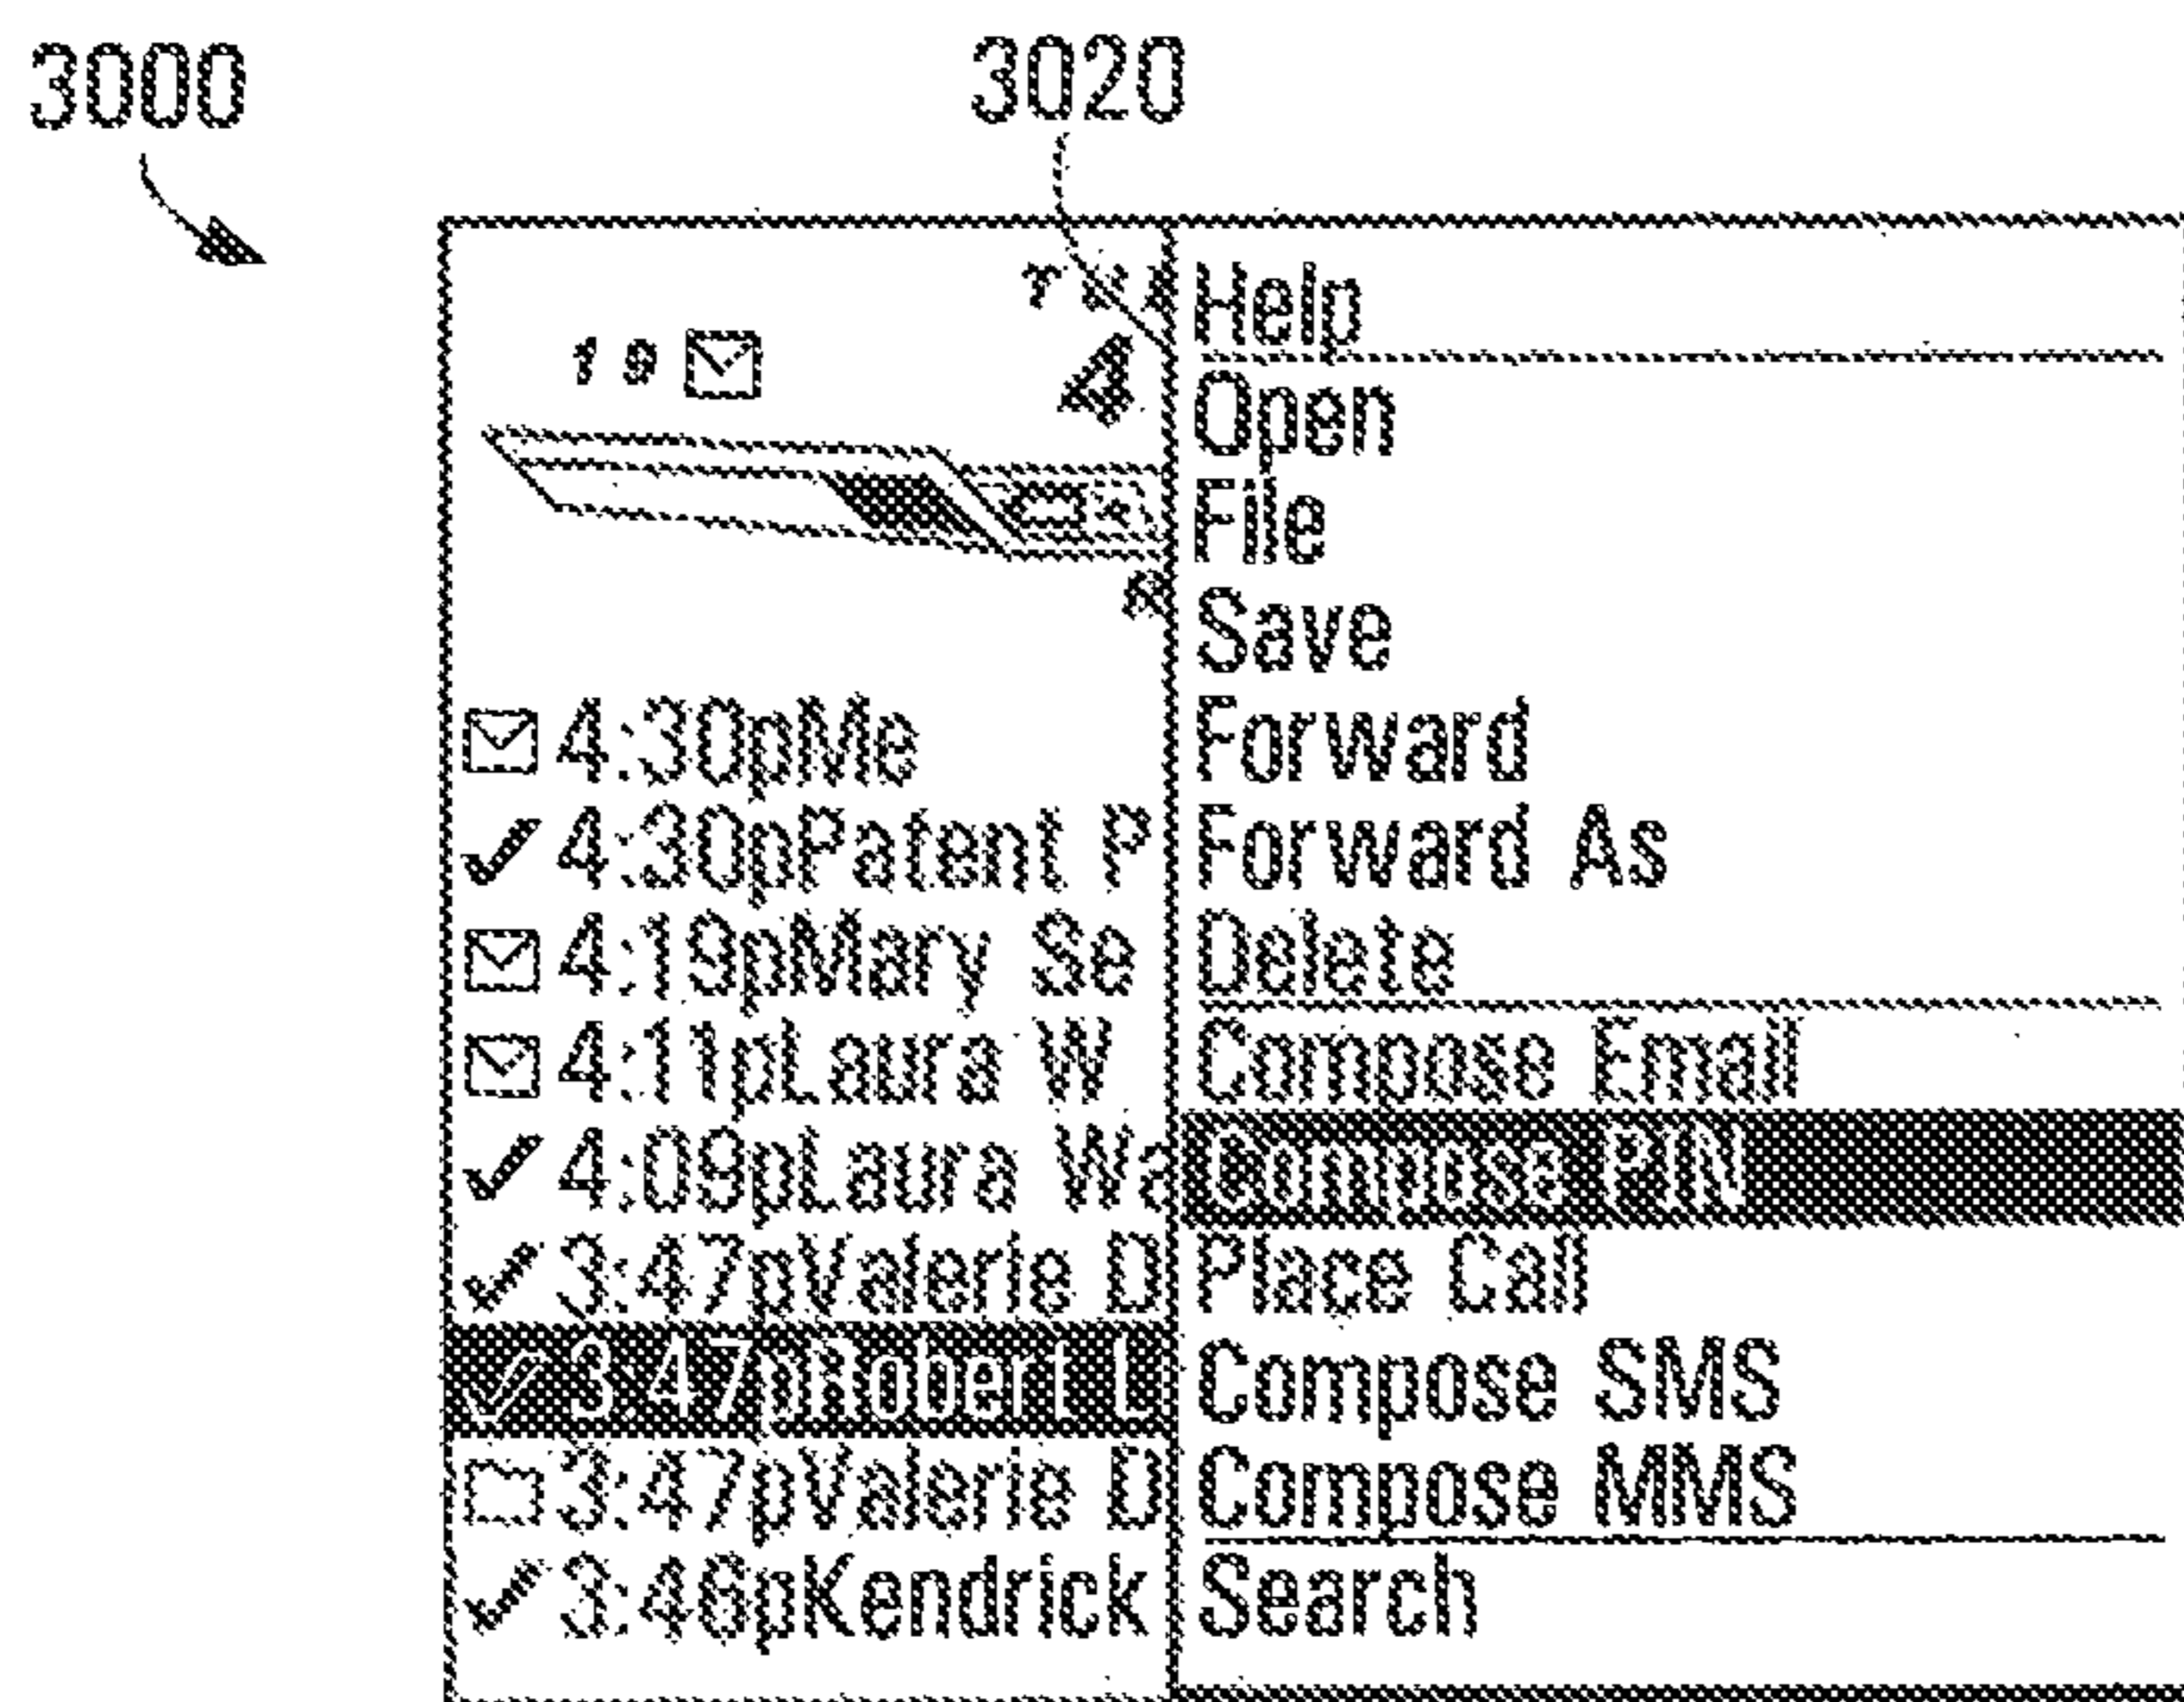 3000
3020
19
4
4:30pMe
4:30pPatent P
4:19pMary Se
4:11pLaura W
4:09pLaura Wa
3:47pValerie D
3:47pRobert L
3:47pValerie D
3:46pKendrick
Help
Open
File
Save
Forward
Forward As
Delete
Compose Email
Compose PIN
Place Call
Compose SMS
Compose MMS
Search